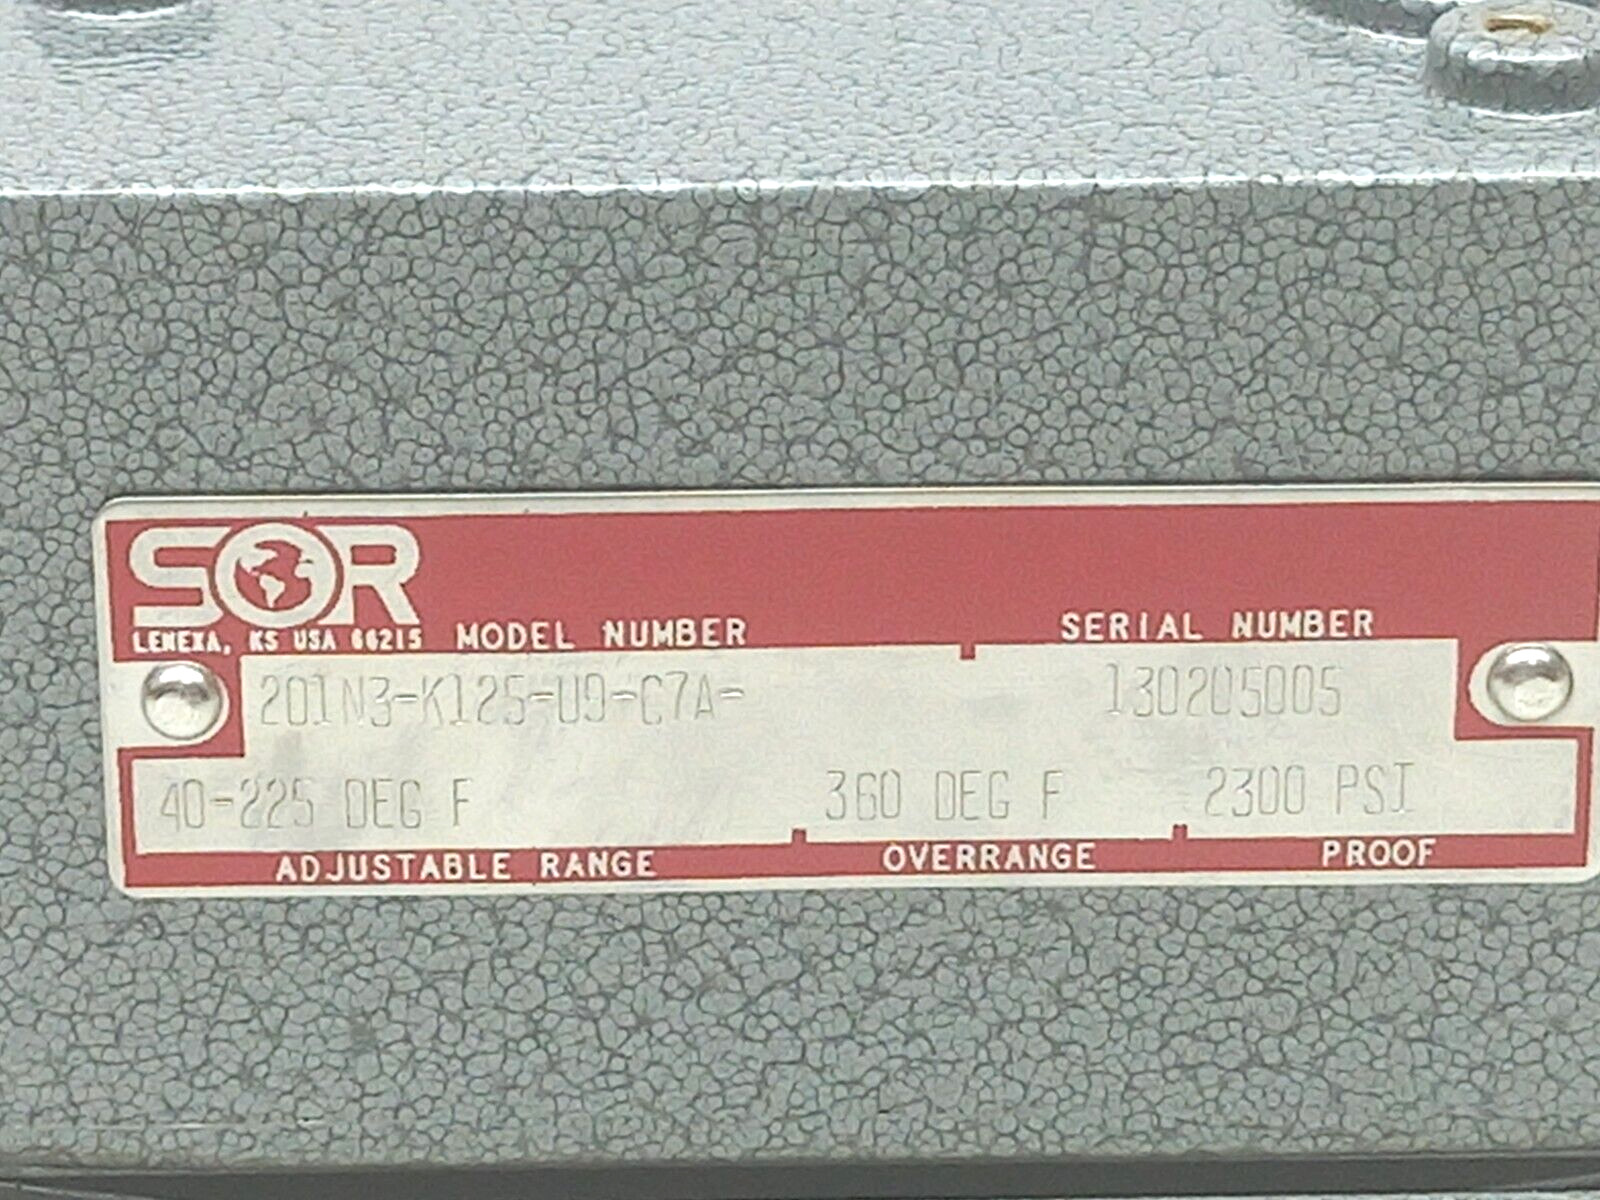 SOR
LENEXA, KS USA 66215 MODEL NUMBER SERIAL NUMBER
201N3-K125-U9-C7A- 130205005
40-225 DEG F 360 DEG F 2300 PSI
ADJUSTABLE RANGE OVERRANGE PROOF